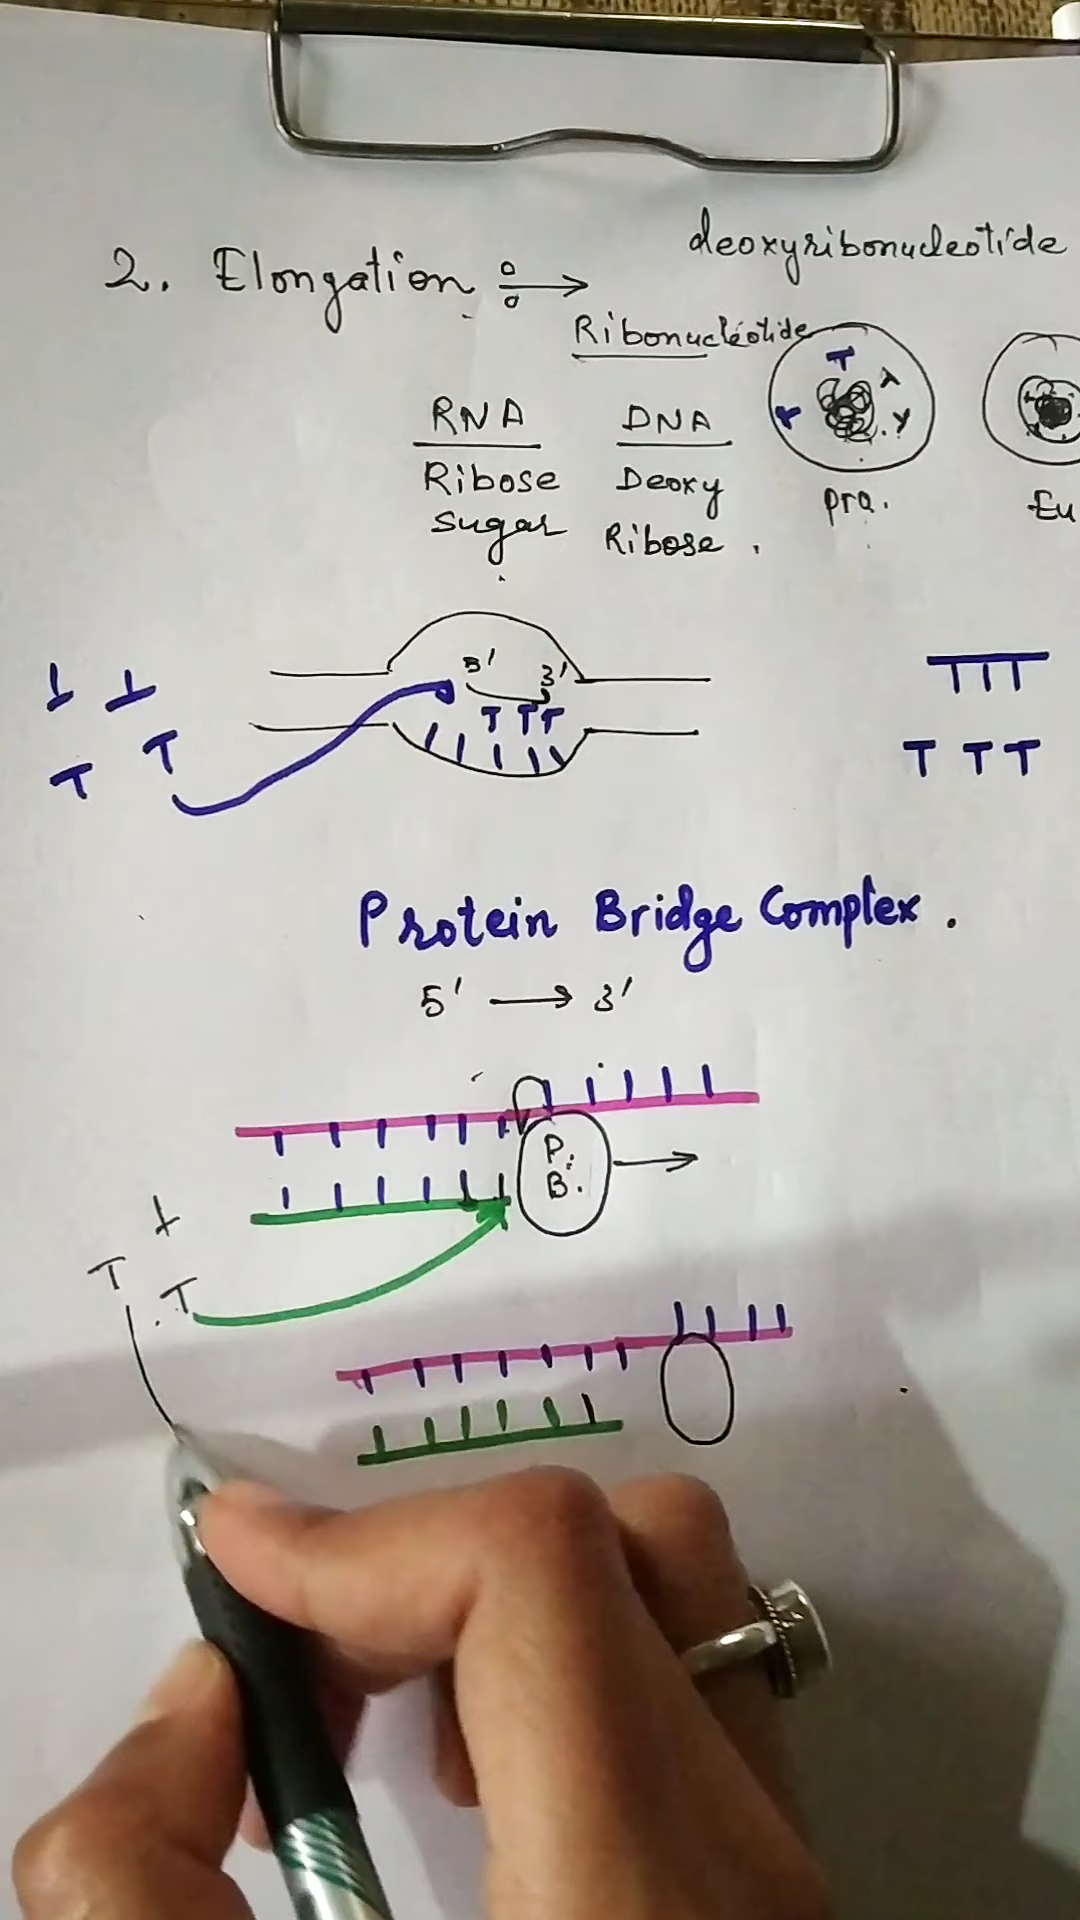 deoxyribonucleotide
2. Elongation :→
Ribonucleotide
RNA DNA
Ribose Deoxy
sugar Ribose.
pro. Eu
5' 3'
T T T T T
T T T T
Protein Bridge Complex.
5' → 3'
P.
B.
T
T